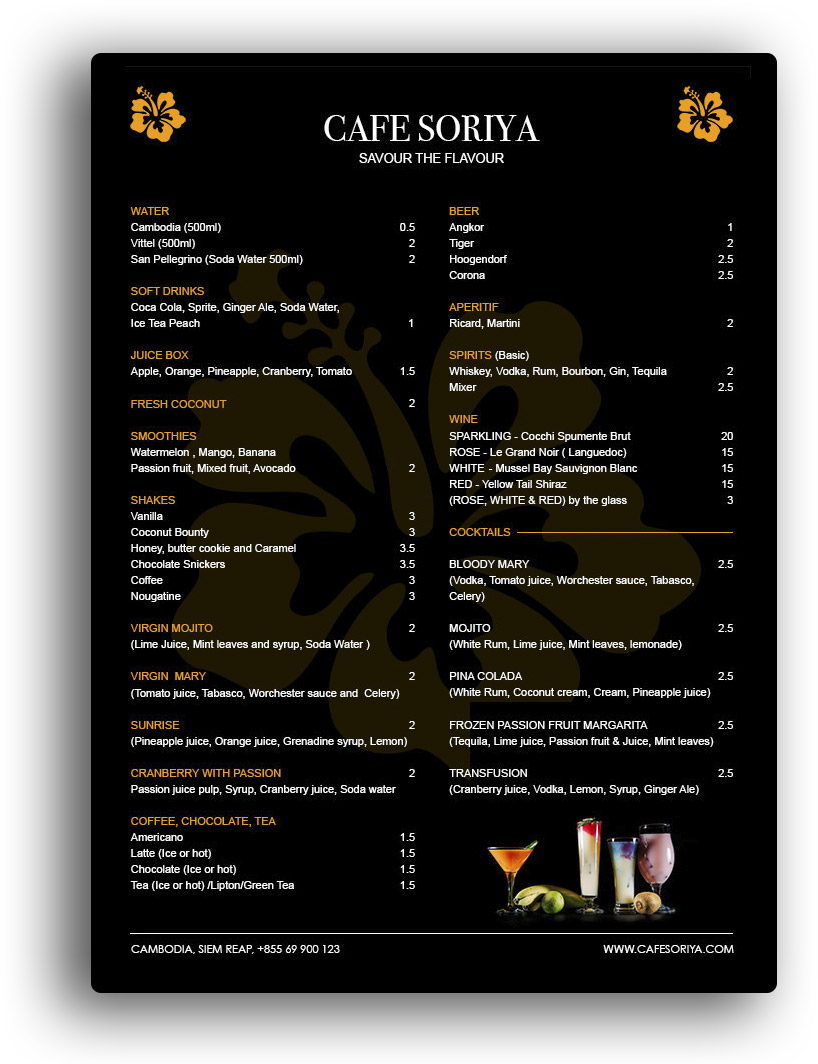 CAFE SORIYA
SAVOUR THE FLAVOUR
WATER
Cambodia (500ml) 0.5
Vittel (500ml) 2
San Pellegrino (Soda Water 500ml) 2
SOFT DRINKS
Coca Cola, Sprite, Ginger Ale, Soda Water,
Ice Tea Peach 1
JUICE BOX
Apple, Orange, Pineapple, Cranberry, Tomato 1.5
FRESH COCONUT 2
SMOOTHIES
Watermelon , Mango, Banana
Passion fruit, Mixed fruit, Avocado 2
SHAKES
Vanilla 3
Coconut Bounty 3
Honey, butter cookie and Caramel 3.5
Chocolate Snickers 3.5
Coffee 3
Nougatine 3
VIRGIN MOJITO 2
(Lime Juice, Mint leaves and syrup, Soda Water )
VIRGIN MARY 2
(Tomato juice, Tabasco, Worchester sauce and Celery)
SUNRISE 2
(Pineapple juice, Orange juice, Grenadine syrup, Lemon)
CRANBERRY WITH PASSION 2
Passion juice pulp, Syrup, Cranberry juice, Soda water
COFFEE, CHOCOLATE, TEA
Americano 1.5
Latte (Ice or hot) 1.5
Chocolate (Ice or hot) 1.5
Tea (Ice or hot) /Lipton/Green Tea 1.5
BEER
Angkor 1
Tiger 2
Hoogendorf 2.5
Corona 2.5
APERITIF
Ricard, Martini 2
SPIRITS (Basic)
Whiskey, Vodka, Rum, Bourbon, Gin, Tequila 2
Mixer 2.5
WINE
SPARKLING - Cocchi Spumente Brut 20
ROSE - Le Grand Noir ( Languedoc) 15
WHITE - Mussel Bay Sauvignon Blanc 15
RED - Yellow Tail Shiraz 15
(ROSE, WHITE & RED) by the glass 3
COCKTAILS
BLOODY MARY 2.5
(Vodka, Tomato juice, Worchester sauce, Tabasco,
Celery)
MOJITO 2.5
(White Rum, Lime juice, Mint leaves, lemonade)
PINA COLADA 2.5
(White Rum, Coconut cream, Cream, Pineapple juice)
FROZEN PASSION FRUIT MARGARITA 2.5
(Tequila, Lime juice, Passion fruit & Juice, Mint leaves)
TRANSFUSION 2.5
(Cranberry juice, Vodka, Lemon, Syrup, Ginger Ale)
CAMBODIA, SIEM REAP, +855 69 900 123
WWW.CAFESORIYA.COM